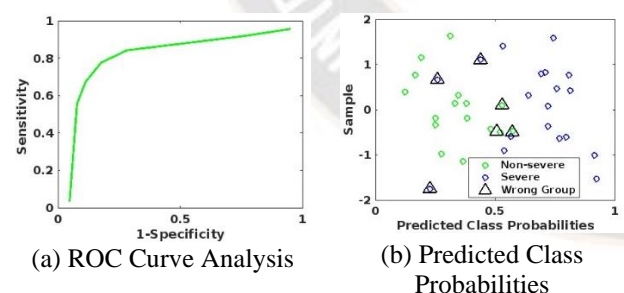 1
0.8
0.6
0.4
0.2
0
Sensitivity
0
0.5
1
1-Specificity
(a) ROC Curve Analysis
2
1
0
-1
-2
Sample
Non-severe
Severe
Wrong Group
0
0.5
1
Predicted Class Probabilities
(b) Predicted Class
Probabilities